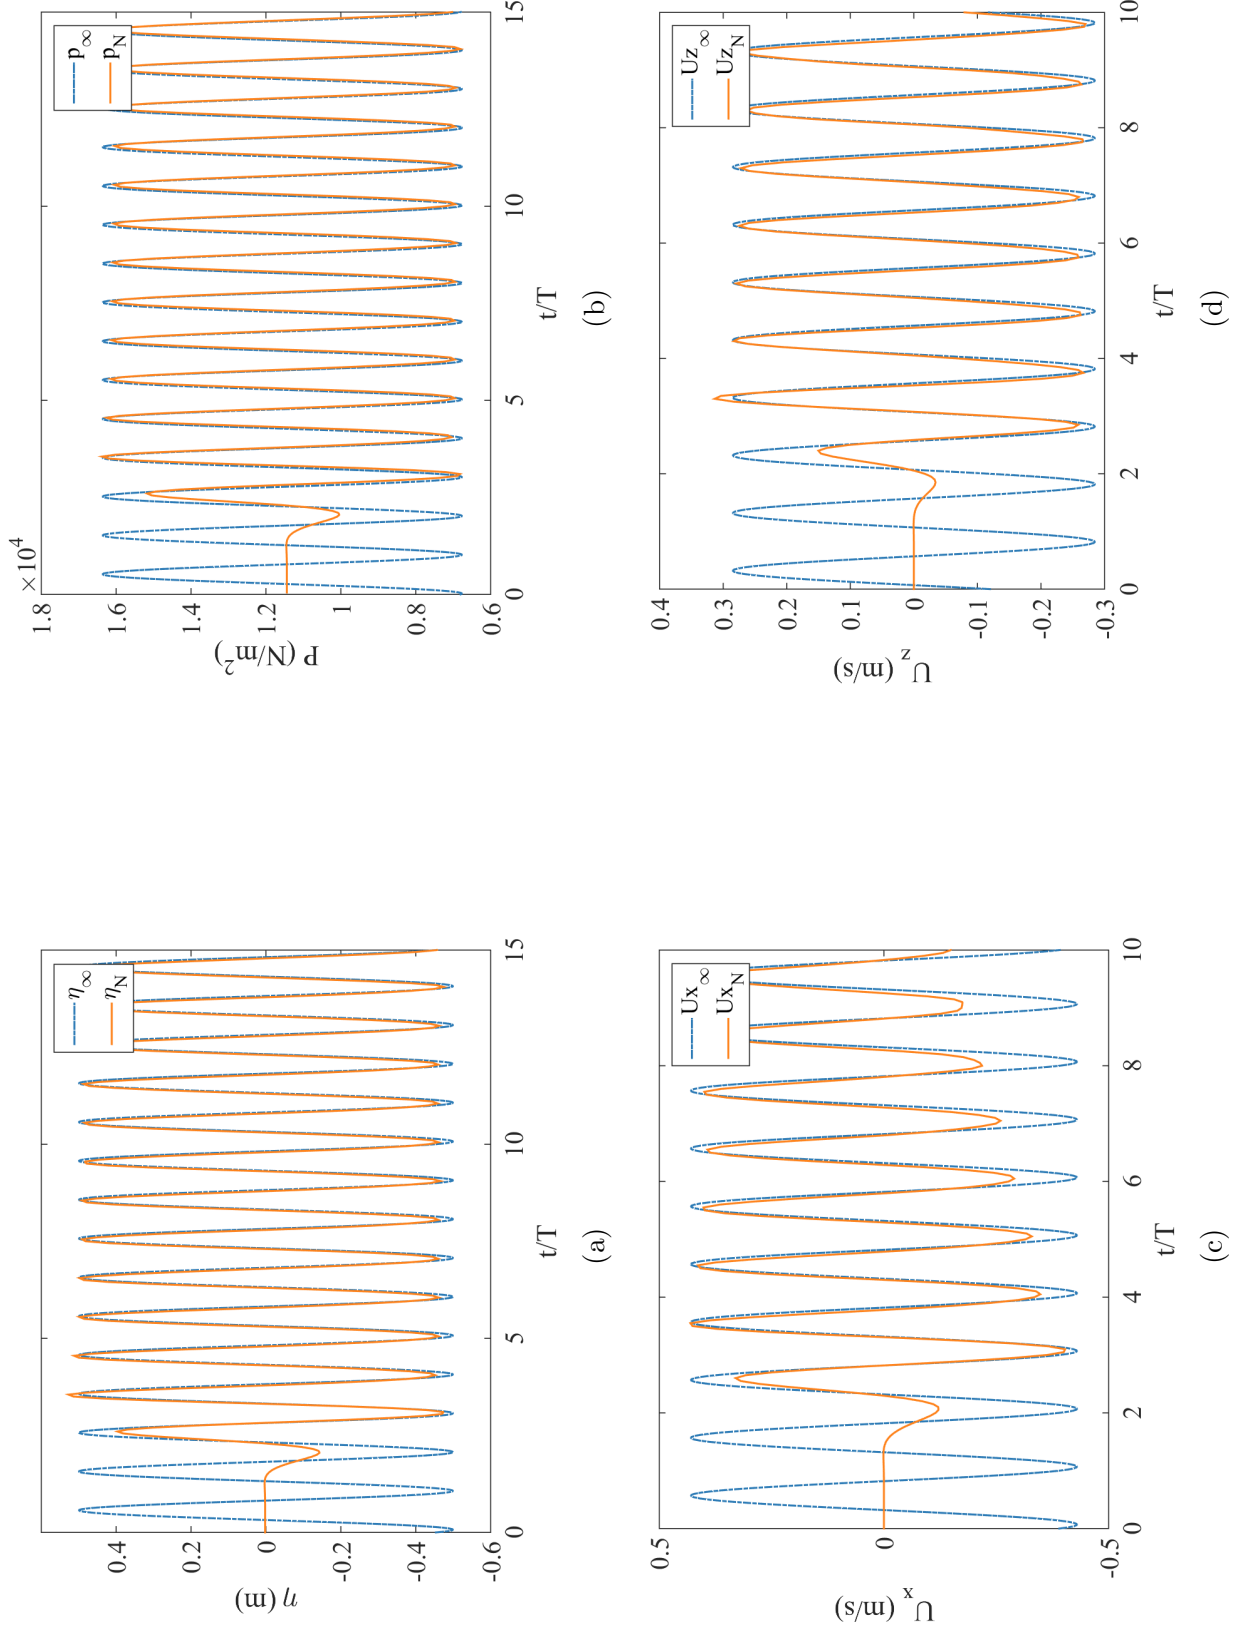 η∞
ηN
0.4
0.2
0
-0.2
-0.4
-0.6
η (m)
0
5
10
15
t/T
(a)
×10⁴
p∞
pN
1.8
1.6
1.4
1.2
1
0.8
0.6
P (N/m²)
0
5
10
15
t/T
(b)
Ux∞
UxN
0.5
0
-0.5
Ux (m/s)
0
2
4
6
8
10
t/T
(c)
Uz∞
UzN
0.4
0.3
0.2
0.1
0
-0.1
-0.2
-0.3
Uz (m/s)
0
2
4
6
8
10
t/T
(d)